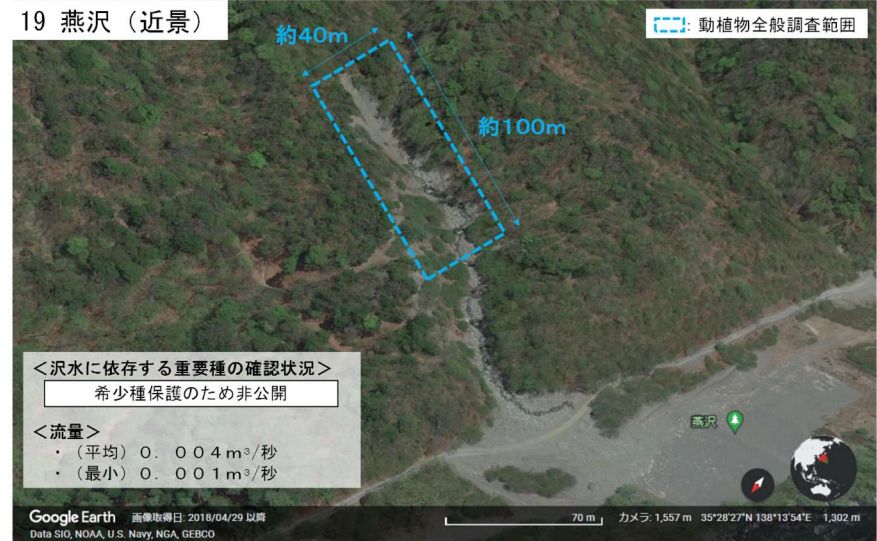 19 燕沢（近景）
動植物全般調査範囲
約40m
約100m
＜沢水に依存する重要種の確認状況＞
希少種保護のため非公開
＜流量＞
・（平均）０．００４m³/秒
・（最小）０．００１m³/秒
燕沢
Google Earth 画像取得日: 2018/04/29 以降
70 m カメラ: 1,557 m 35°28'27"N 138°13'54"E 1,302 m
Data SIO, NOAA, U.S. Navy, NGA, GEBCO